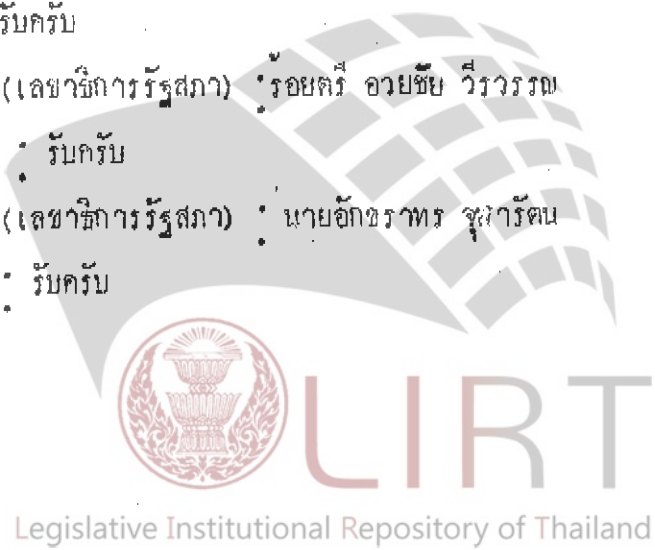 รับครับ
(เลขาธิการรัฐสภา) : ร้อยตรี อวยชัย วีรวรรณ
: รับครับ
(เลขาธิการรัฐสภา) : นายอักขราทร จุฬารัตน
: รับครับ
LIRT
Legislative Institutional Repository of Thailand